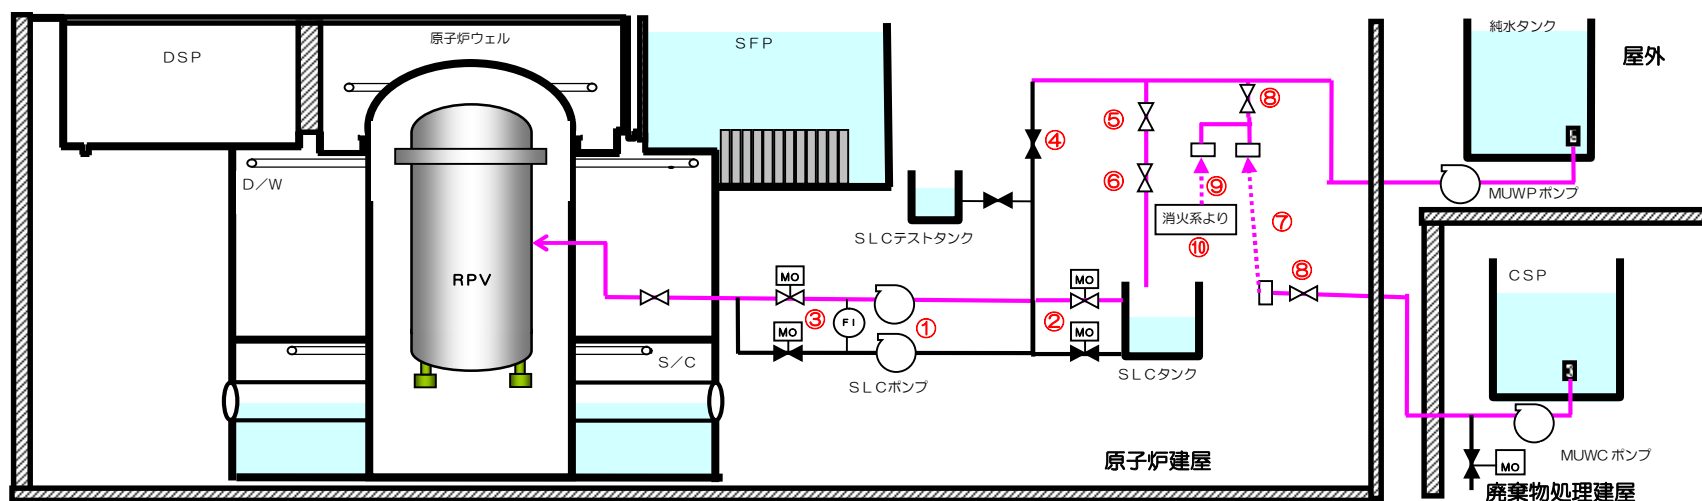 DSP
原子炉ウェル
SFP
純水タンク
屋外
⑧
⑤
④
D/W
⑥
⑨
MUWPポンプ
消火系より
⑦
SLCテストタンク
⑩
RPV
MO
MO
⑧
CSP
③
FI
①
②
MO
MO
S/C
SLCポンプ
SLCタンク
原子炉建屋
MUWCポンプ
MO
廃棄物処理建屋